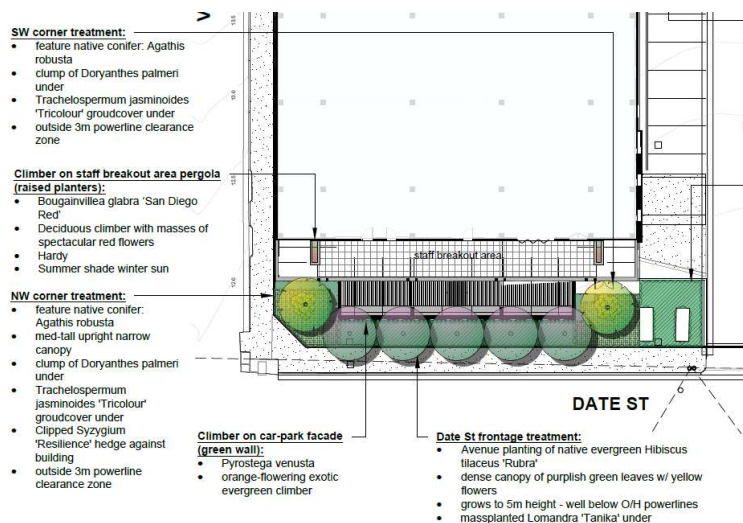 SW corner treatment:
• feature native conifer: Agathis
robusta
• clump of Doryanthes palmeri
under
• Trachelospermum jasminoides
'Tricolour' groundcover under
• outside 3m powerline clearance
zone
Climber on staff breakout area pergola
(raised planters):
• Bougainvillea glabra 'San Diego
Red'
• Deciduous climber with masses of
spectacular red flowers
• Hardy
• Summer shade winter sun
NW corner treatment:
• feature native conifer:
Agathis robusta
• med-tall upright narrow
canopy
• clump of Doryanthes palmeri
under
• Trachelospermum
jasminoides 'Tricolour'
groundcover under
• Clipped Syzygium
'Resilience' hedge against
building
• outside 3m powerline
clearance zone
staff breakout area
DATE ST
Climber on car-park facade
(green wall):
• Pyrostega venusta
• orange-flowering exotic
evergreen climber
Date St frontage treatment:
• Avenue planting of native evergreen Hibiscus
tilaceus 'Rubra'
• dense canopy of purplish green leaves w/ yellow
flowers
• grows to 5m height - well below O/H powerlines
• massplanted Lomandra 'Tanika' under